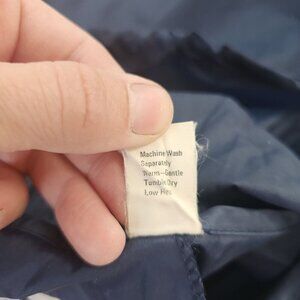 Machine Wash
Separately
Warm-Gentle
Tumble Dry
Low Heat